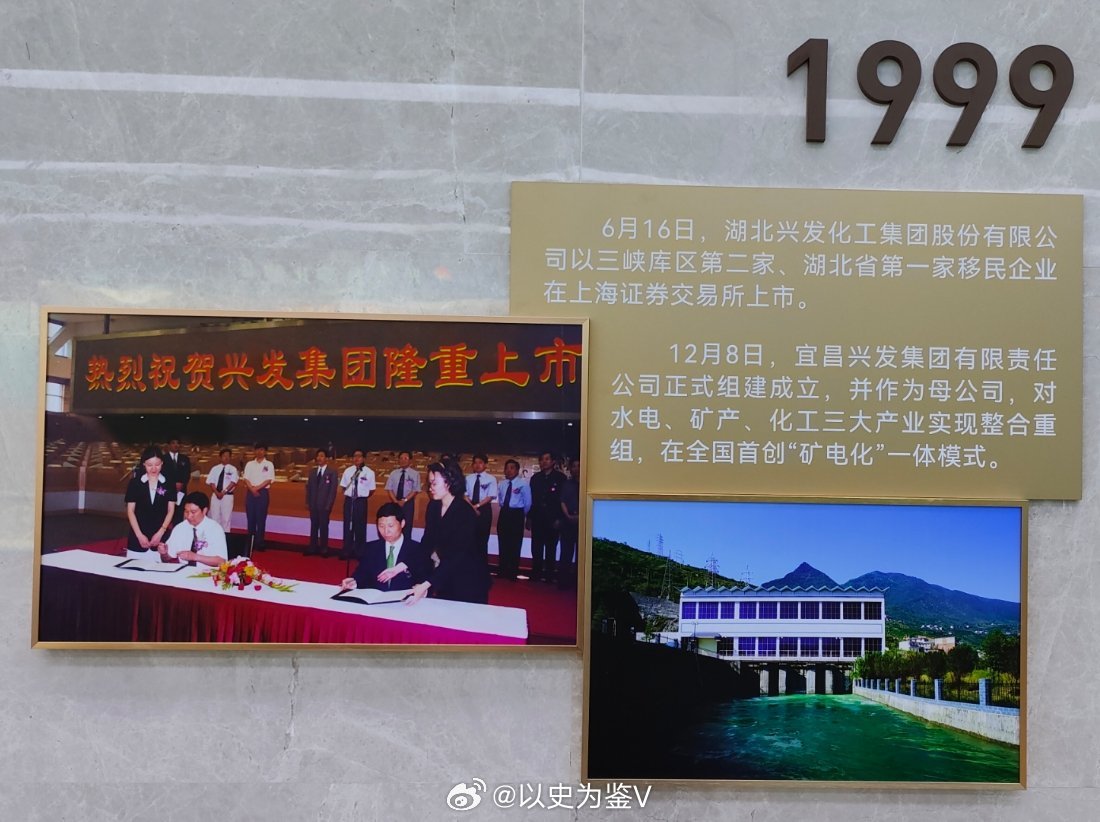 1999
6月16日，湖北兴发化工集团股份有限公
司以三峡库区第二家、湖北省第一家移民企业
在上海证券交易所上市。
12月8日，宜昌兴发集团有限责任
公司正式组建成立，并作为母公司，对
水电、矿产、化工三大产业实现整合重
组，在全国首创“矿电化”一体模式。
热烈祝贺兴发集团隆重上市
@以史为鉴V